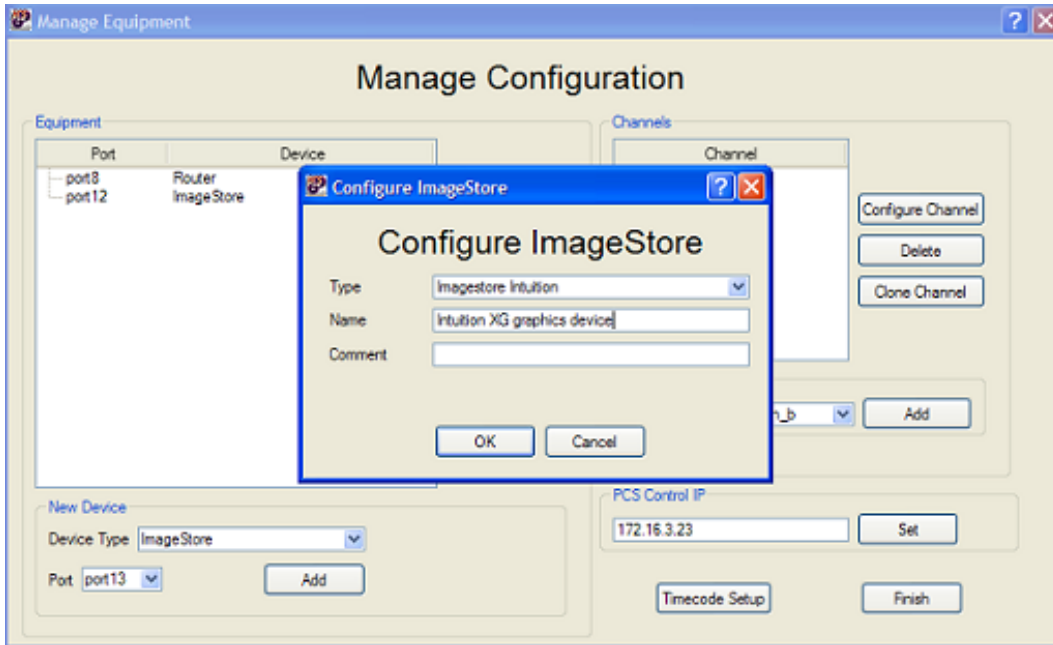 Manage Equipment
Manage Configuration
Equipment
Port Device
port8 Router
port12 ImageStore
Channels
Channel
Configure Channel
Delete
Clone Channel
Configure ImageStore
Configure ImageStore
Type Imagestore Intuition
Name Intuition XG graphics device
Comment
OK Cancel
n_b Add
New Device
Device Type ImageStore
Port port13 Add
PCS Control IP
172.16.3.23 Set
Timecode Setup Finish